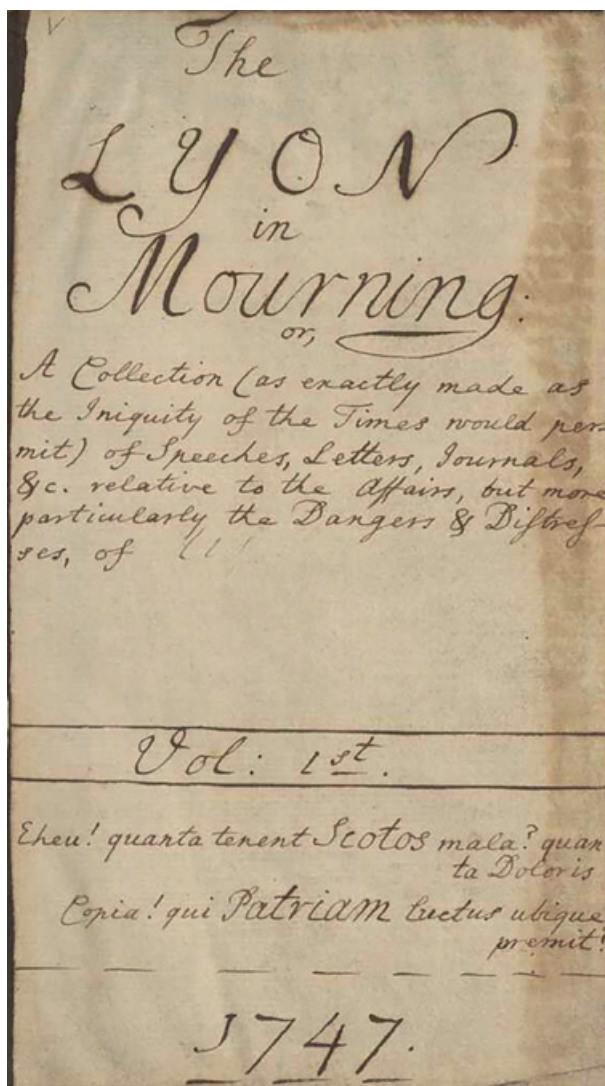 The
LYON
in
Mourning:
or,
A Collection (as exactly made as
the Iniquity of the Times would per-
mit) of Speeches, Letters, Journals,
&c. relative to the Affairs, but more
particularly the Dangers & Distreſ-
ses, of
Vol: 1st.
Eheu! quanta tenent Scotos mala? quan
ta Doloris
Copia! qui Patriam luctus ubique
premit!
1747.